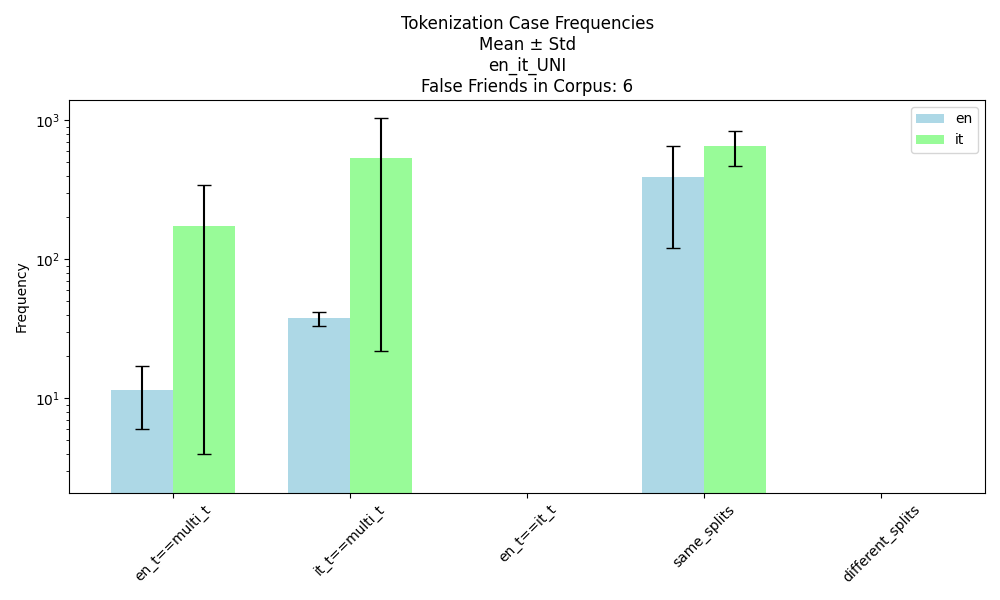 Tokenization Case Frequencies
Mean ± Std
en_it_UNI
False Friends in Corpus: 6
en
it
Frequency
10³
10²
10¹
en_t==multi_t
it_t==multi_t
en_t==it_t
same_splits
different_splits